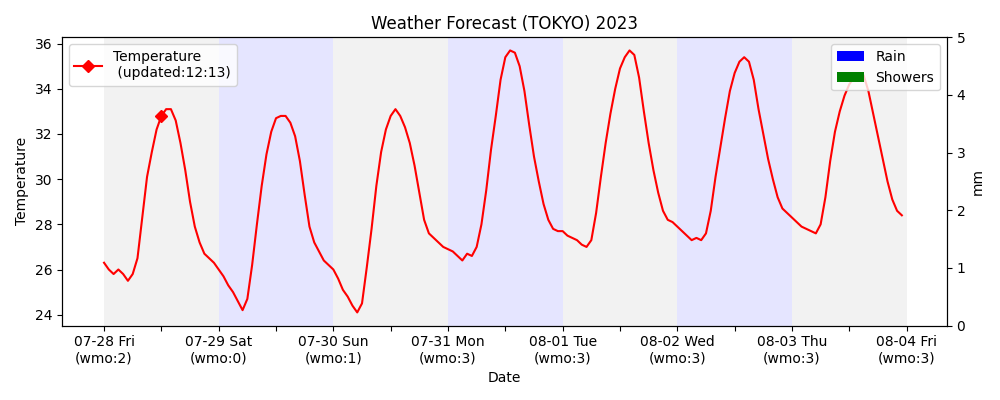 Weather Forecast (TOKYO) 2023
Temperature
(updated:12:13)
Rain
Showers
Temperature
36
34
32
30
28
26
24
5
4
3
2
1
0
mm
07-28 Fri 07-29 Sat 07-30 Sun 07-31 Mon 08-01 Tue 08-02 Wed 08-03 Thu 08-04 Fri
(wmo:2) (wmo:0) (wmo:1) (wmo:3) (wmo:3) (wmo:3) (wmo:3) (wmo:3)
Date